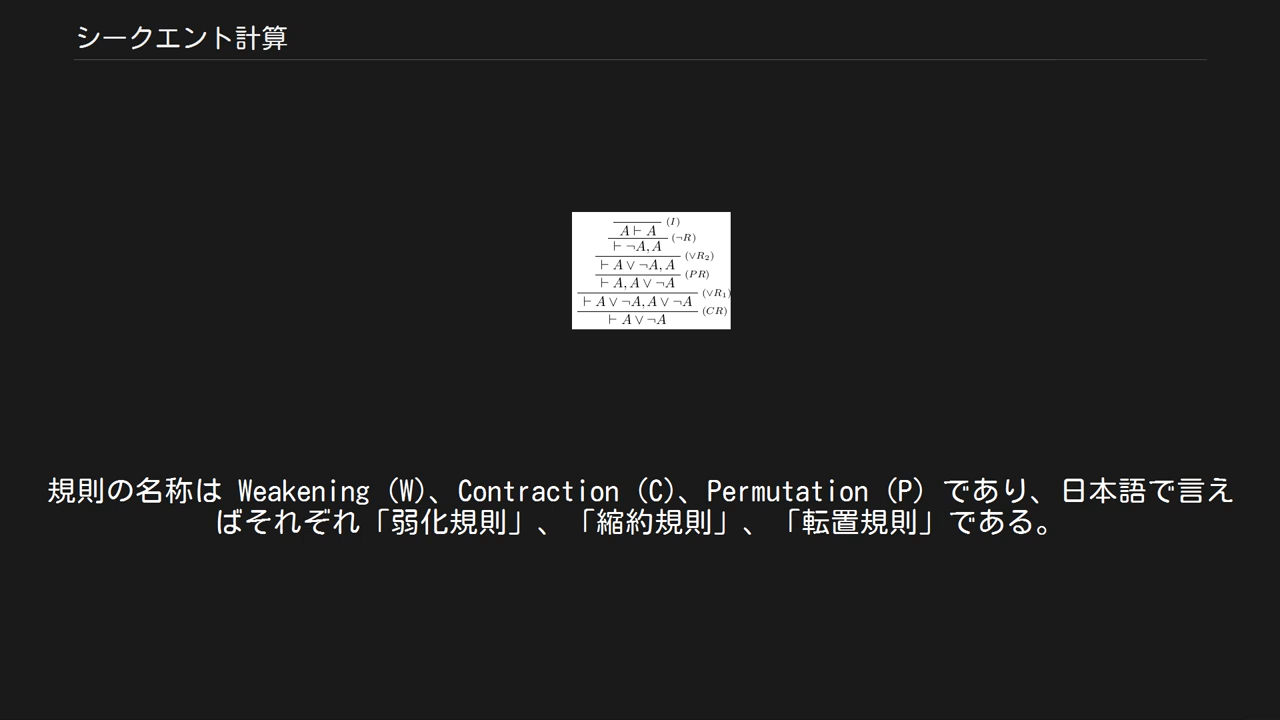 シークエント計算
(I)
A ⊢ A
(¬R)
⊢ ¬A, A
(∨R₂)
⊢ A ∨ ¬A, A
(PR)
⊢ A, A ∨ ¬A
(∨R₁)
⊢ A ∨ ¬A, A ∨ ¬A
(CR)
⊢ A ∨ ¬A
規則の名称は Weakening (W)、Contraction (C)、Permutation (P) であり、日本語で言え
ばそれぞれ「弱化規則」、「縮約規則」、「転置規則」である。